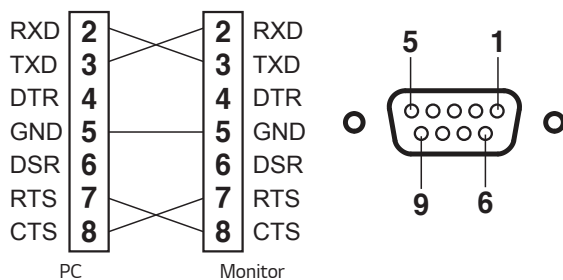 RXD 2 2 RXD
TXD 3 3 TXD
DTR 4 4 DTR
GND 5 5 GND
DSR 6 6 DSR
RTS 7 7 RTS
CTS 8 8 CTS
PC Monitor
5 1
9 6